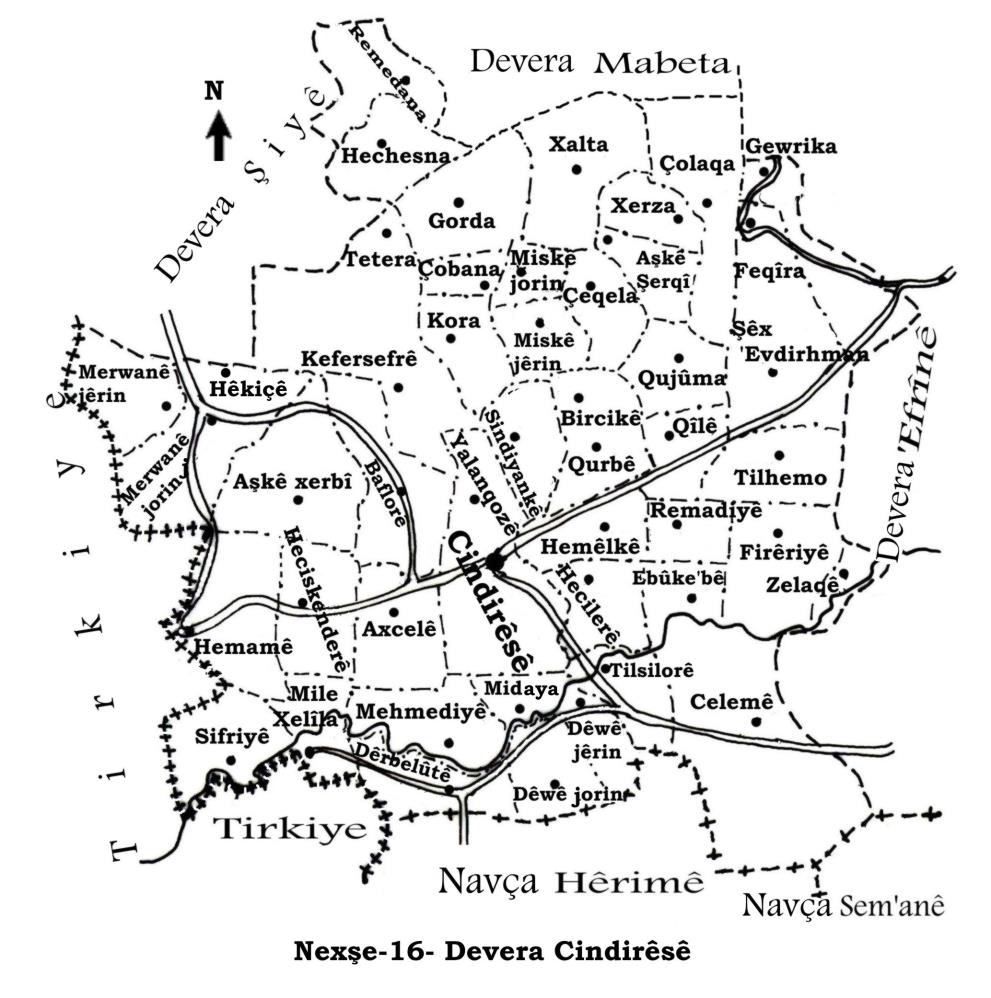 Remedana
Devera Mabeta
N
Devera Şiyê
Hechesna
Xalta
Gewrika
Çolaqa
Xerza
Gorda
Tetera
Çobana
Miskê
jorin
Aşkê
Şerqî
Feqîra
Çeqela
Kora
Miskê
jêrin
Şêx
'Evdirhman
Kefersefrê
Merwanê
jêrin
Hêkiçê
Qujûma
Devera 'Efrînê
Bircikê
Qîlê
Sindiyankê
Yalanqozê
Qurbê
Merwanê
jorin
Aşkê xerbî
Baflorê
Tilhemo
Remadiyê
Hemêlkê
Firêriyê
Cindirêsê
Heciskenderê
Hecilerê
Ebûke'bê
Zelaqê
Axcelê
Hemamê
Tilsilorê
Tirkiye
Mile
Xelîla
Mehmediyê
Midaya
Celemê
Sifriyê
Dêrbelûtê
Dêwê
jêrin
Dêwê jorin
Tirkiye
Navça Hêrimê
Navça Sem'anê
Nexşe-16- Devera Cindirêsê